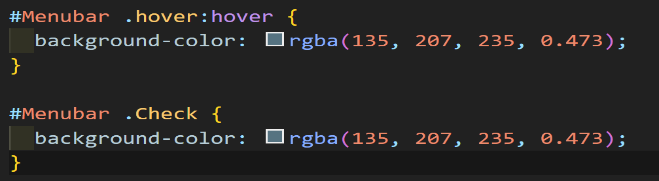 #Menubar .hover:hover {
background-color: rgba(135, 207, 235, 0.473);
}
#Menubar .Check {
background-color: rgba(135, 207, 235, 0.473);
}